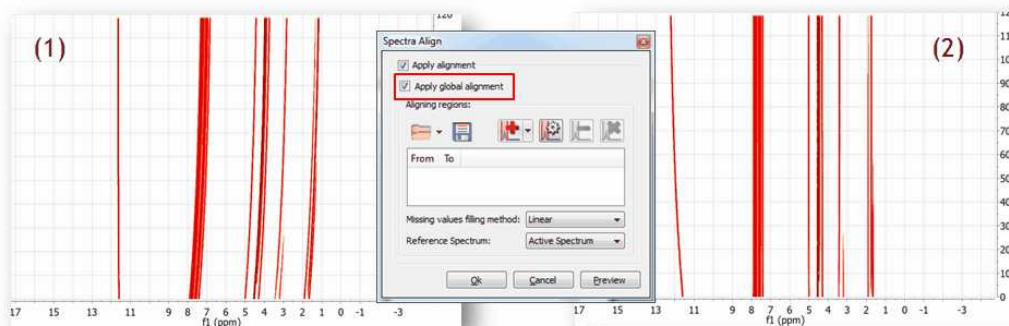 (1)
120
17 15 13 11 9 8 7 6 5 4 3 2 1 0 -1 -3
f1 (ppm)
Spectra Align
Apply alignment
Apply global alignment
Aligning regions:
From To
Missing values filling method: Linear
Reference Spectrum: Active Spectrum
Ok Cancel Preview
(2)
100
90
80
70
60
50
40
30
20
10
0
17 15 13 11 9 8 7 6 5 4 3 2 1 0 -1 -3
f1 (ppm)